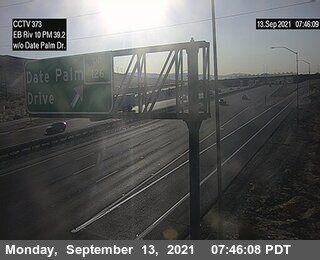 CCTV 373
EB Riv 10 PM 39.2
w/o Date Palm Dr.
13.Sep 2021 07:46:09
Date Palm
Drive
Monday, September 13, 2021 07:46:08 PDT